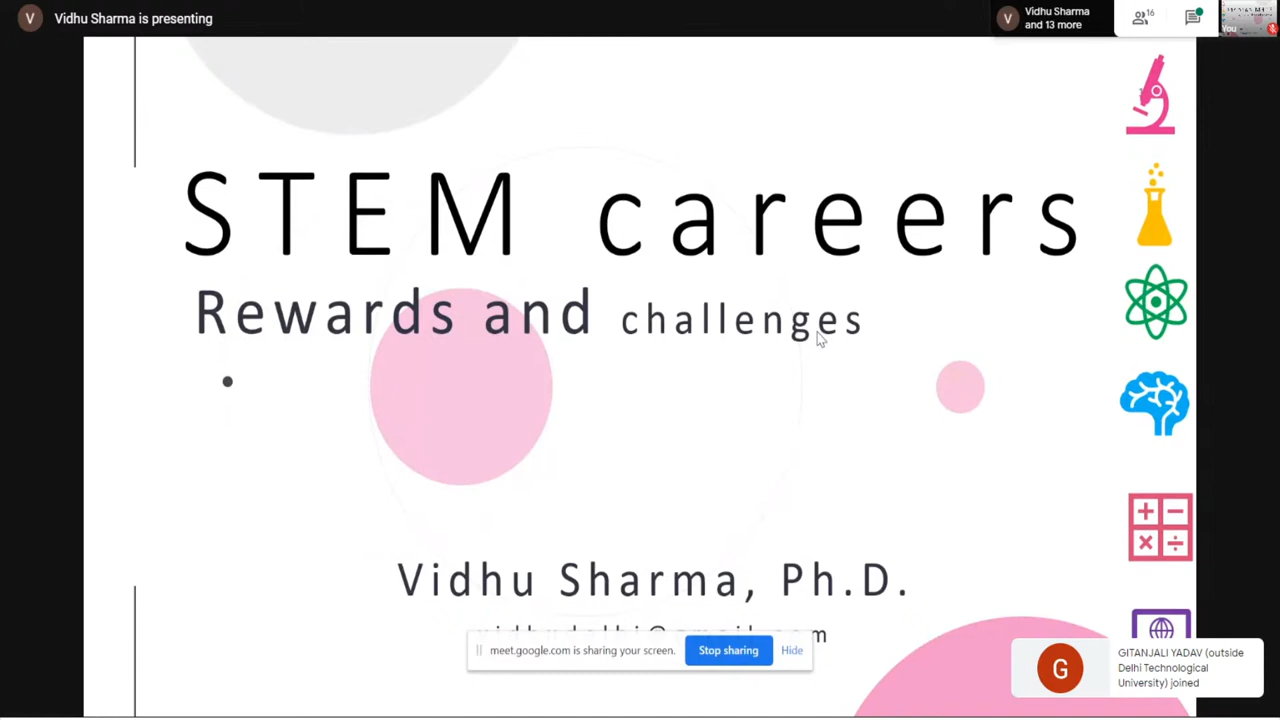 V
Vidhu Sharma is presenting
V
Vidhu Sharma
and 13 more
16
You
STEM careers
Rewards and challenges
•
+ −
× ÷
Vidhu Sharma, Ph.D.
meet.google.com is sharing your screen.
Stop sharing
Hide
G
GITANJALI YADAV (outside
Delhi Technological
University) joined